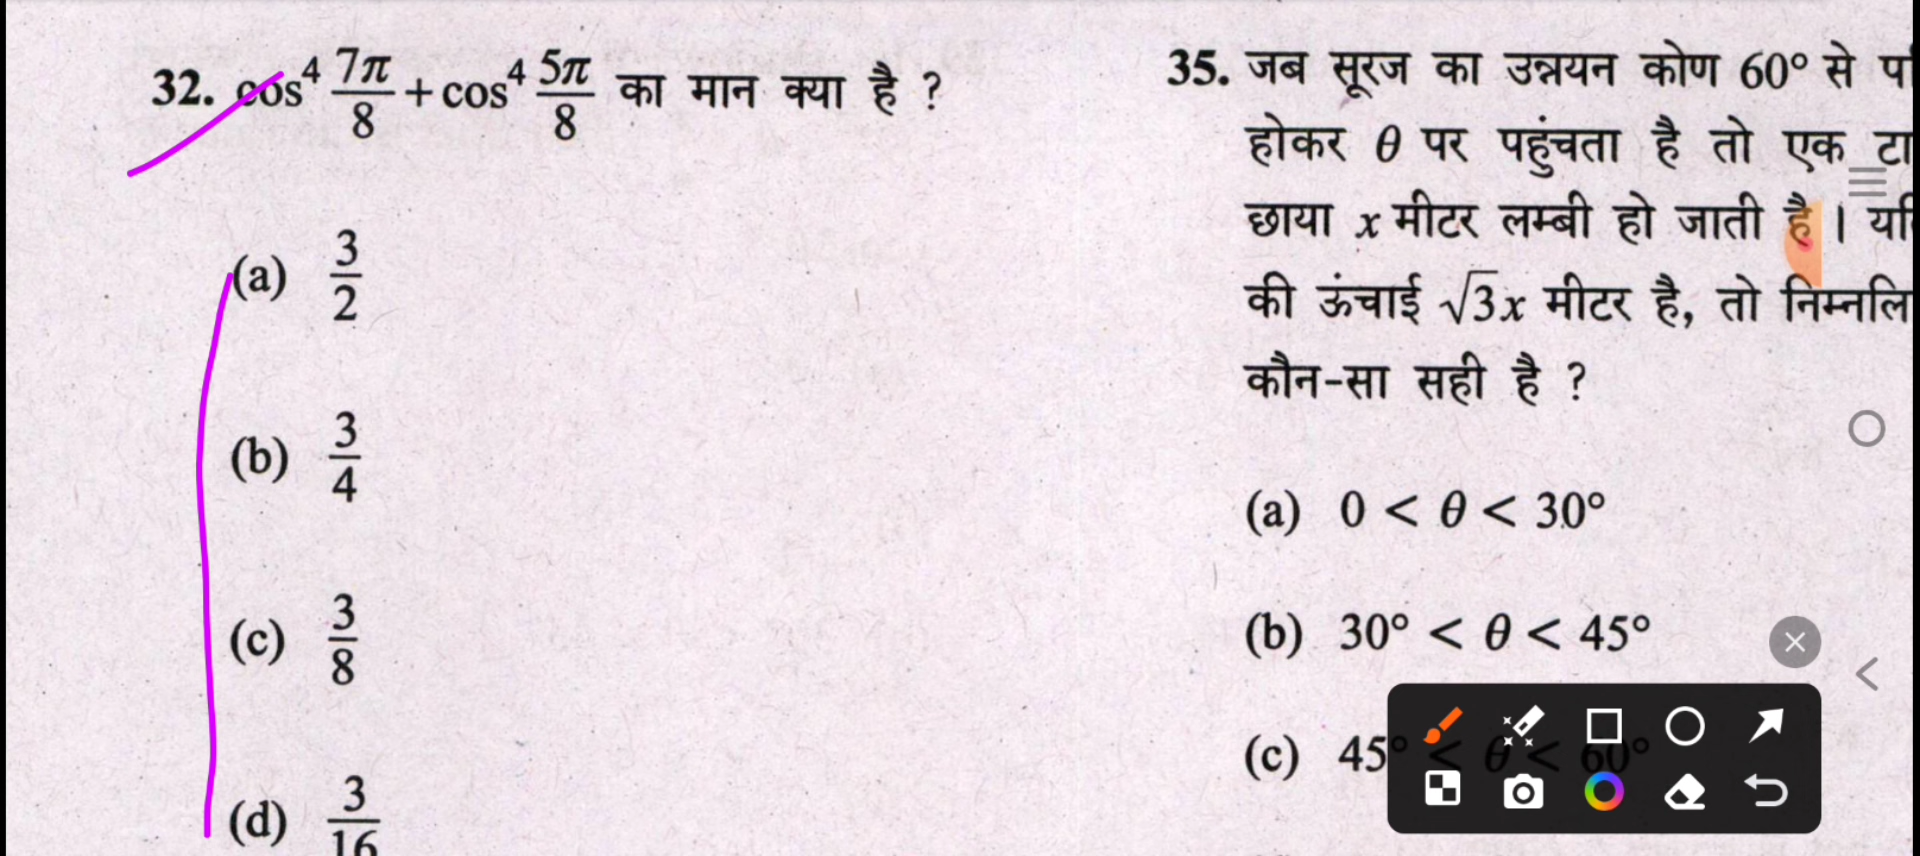 32. cos⁴ 7π/8 + cos⁴ 5π/8 का मान क्या है ?
(a) 3/2
(b) 3/4
(c) 3/8
(d) 3/16
35. जब सूरज का उन्नयन कोण 60° से
होकर θ पर पहुंचता है तो एक
छाया x मीटर लम्बी हो जाती है ।
की ऊंचाई √3x मीटर है, तो
कौन-सा सही है ?
(a) 0 < θ < 30°
(b) 30° < θ < 45°
(c) 45° < θ < 60°